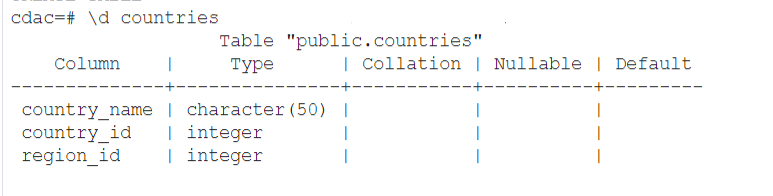 cdac=# \d countries
Table "public.countries"
Column | Type | Collation | Nullable | Default
---------------+---------------+-----------+----------+---------
country_name | character(50) | | |
country_id | integer | | |
region_id | integer | | |